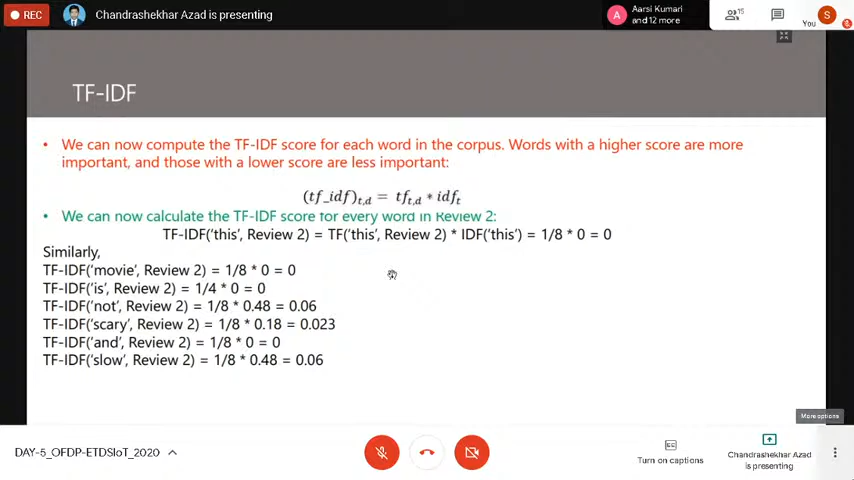 REC
Chandrashekhar Azad is presenting
A
Aarsi Kumari
and 12 more
15
You
S
TF-IDF
• We can now compute the TF-IDF score for each word in the corpus. Words with a higher score are more
important, and those with a lower score are less important:
(tf_idf)t,d = tft,d * idft
• We can now calculate the TF-IDF score for every word in Review 2:
TF-IDF('this', Review 2) = TF('this', Review 2) * IDF('this') = 1/8 * 0 = 0
Similarly,
TF-IDF('movie', Review 2) = 1/8 * 0 = 0
TF-IDF('is', Review 2) = 1/4 * 0 = 0
TF-IDF('not', Review 2) = 1/8 * 0.48 = 0.06
TF-IDF('scary', Review 2) = 1/8 * 0.18 = 0.023
TF-IDF('and', Review 2) = 1/8 * 0 = 0
TF-IDF('slow', Review 2) = 1/8 * 0.48 = 0.06
More options
DAY-5_OFDP-ETDSIoT_2020
Turn on captions
Chandrashekhar Azad
is presenting